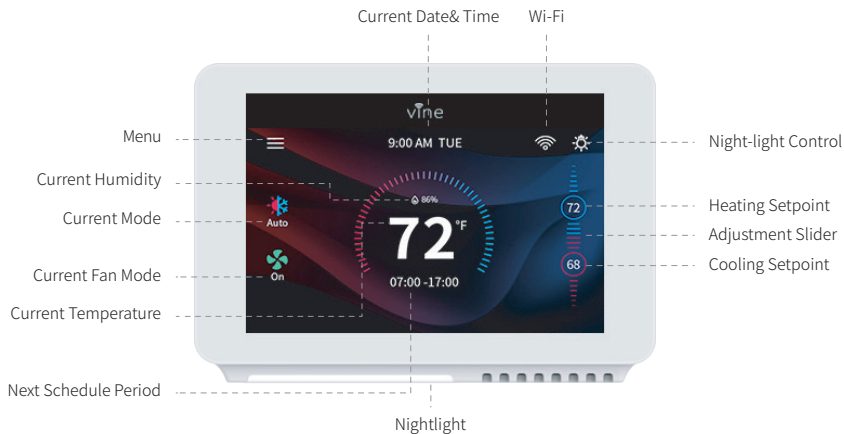 Current Date& Time
Wi-Fi
vine
Menu
9:00 AM TUE
Night-light Control
Current Humidity
86%
Current Mode
Auto
72
°F
72
Heating Setpoint
Adjustment Slider
Current Fan Mode
On
68
Cooling Setpoint
07:00 -17:00
Current Temperature
Next Schedule Period
Nightlight